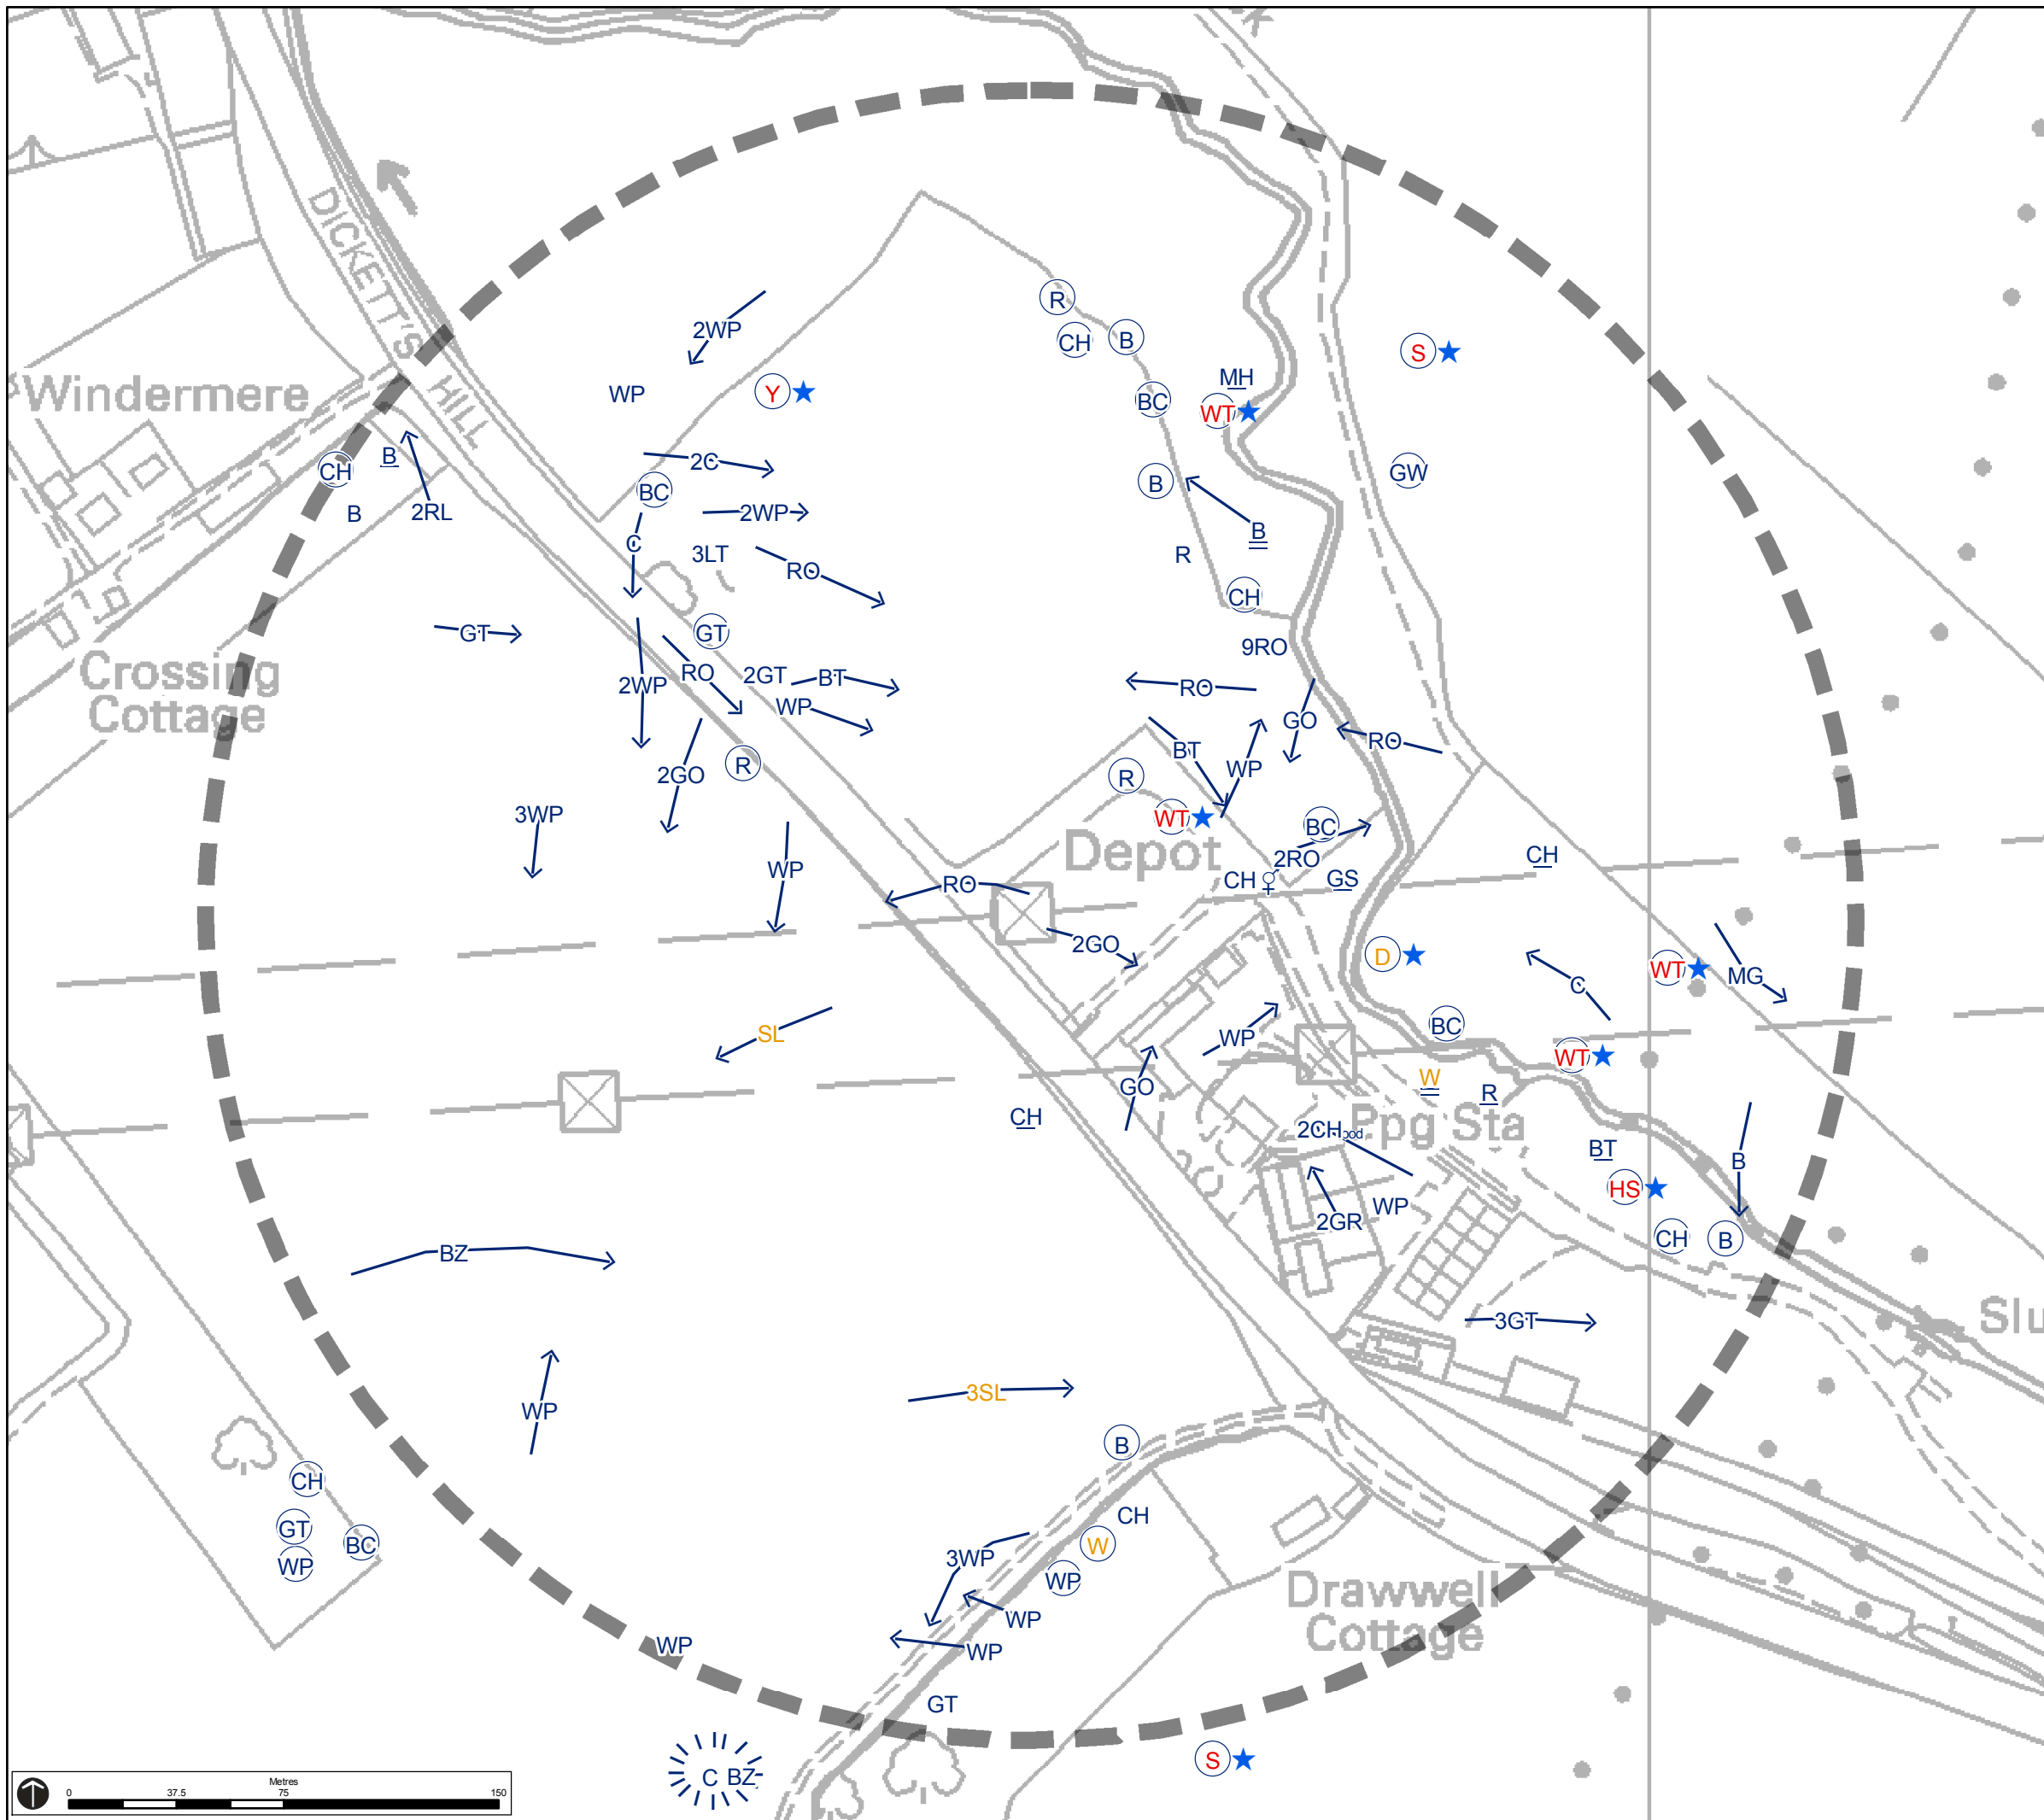 DICKETT'S
HILL
R
2WP
B
CH
S
MH
WP
Y
Windermere
BC
WT
B
2C
CH
GW
B
BC
B
2RL
2WP
C
B
3LT
R
RO
CH
GT
GT
9RO
Crossing
Cottage
RO
2GT
BT
2WP
RO
WP
GO
RO
BT
R
2GO
R
WP
3WP
WT
BC
Depot
CH
2RO
WP
CH
GS
RO
2GO
D
WT
MG
C
SL
BC
WP
WT
W
GO
R
CH
Ppg Sta
2CH
ood
BT
B
HS
WP
2GR
CH
B
BZ
Slu
3GT
3SL
WP
B
CH
CH
GT
W
BC
3WP
WP
WP
Drawwell
Cottage
WP
WP
WP
GT
S
C
BZ
Metres
0 37.5 75 150